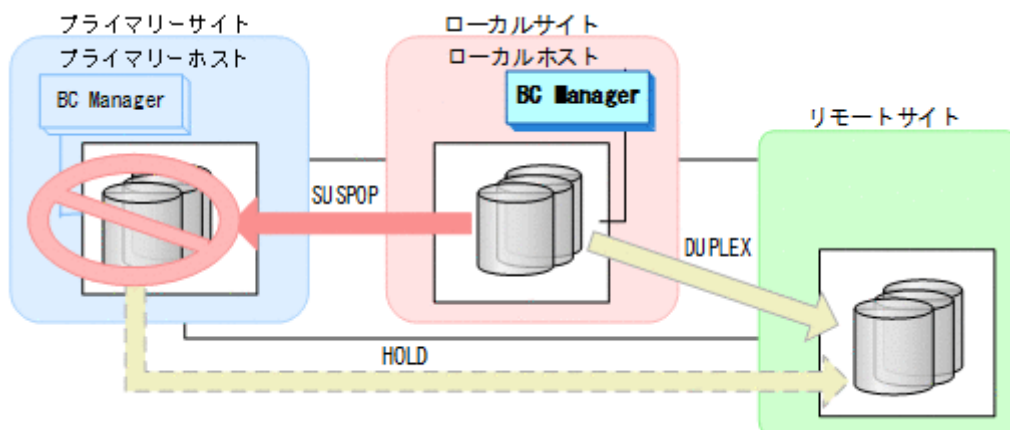 プライマリーサイト
プライマリーホスト
BC Manager
ローカルサイト
ローカルホスト
BC Manager
リモートサイト
SUSPOP
DUPLEX
HOLD